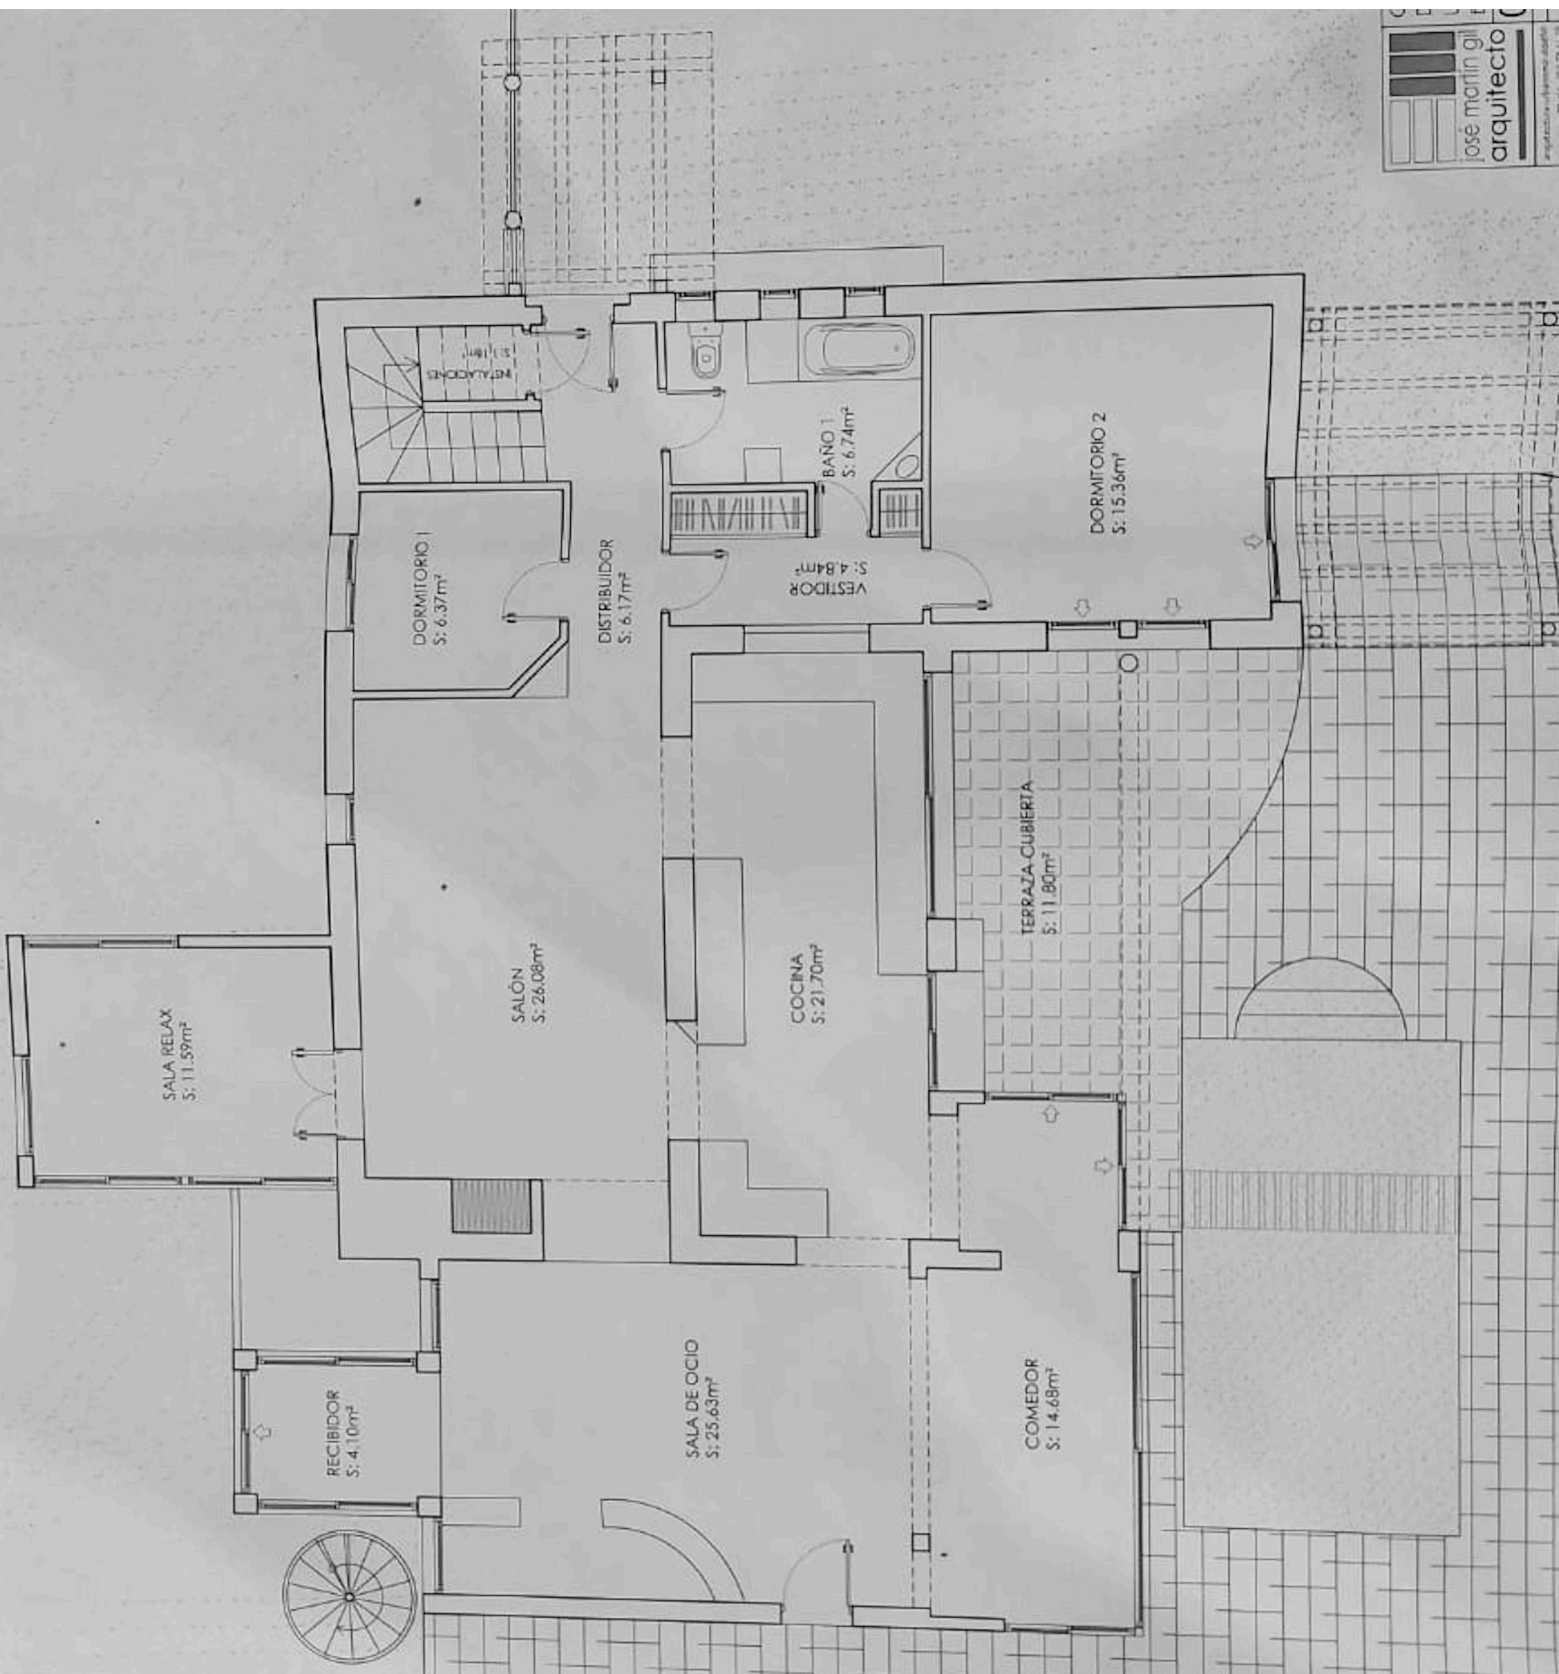 SALA RELAX
S: 11.59m²
RECIBIDOR
S: 4.10m²
DORMITORIO 1
S: 6.37m²
INSTALACIONES
S:1.18m²
SALÓN
S: 26.08m²
DISTRIBUIDOR
S: 6.17m²
SALA DE OCIO
S: 25.63m²
COCINA
S: 21.70m²
VESTIDOR
S: 4.84m²
BAÑO 1
S: 6.74m²
COMEDOR
S: 14.68m²
TERRAZA CUBIERTA
S: 11.80m²
DORMITORIO 2
S: 15.36m²
josé martín gil
arquitecto